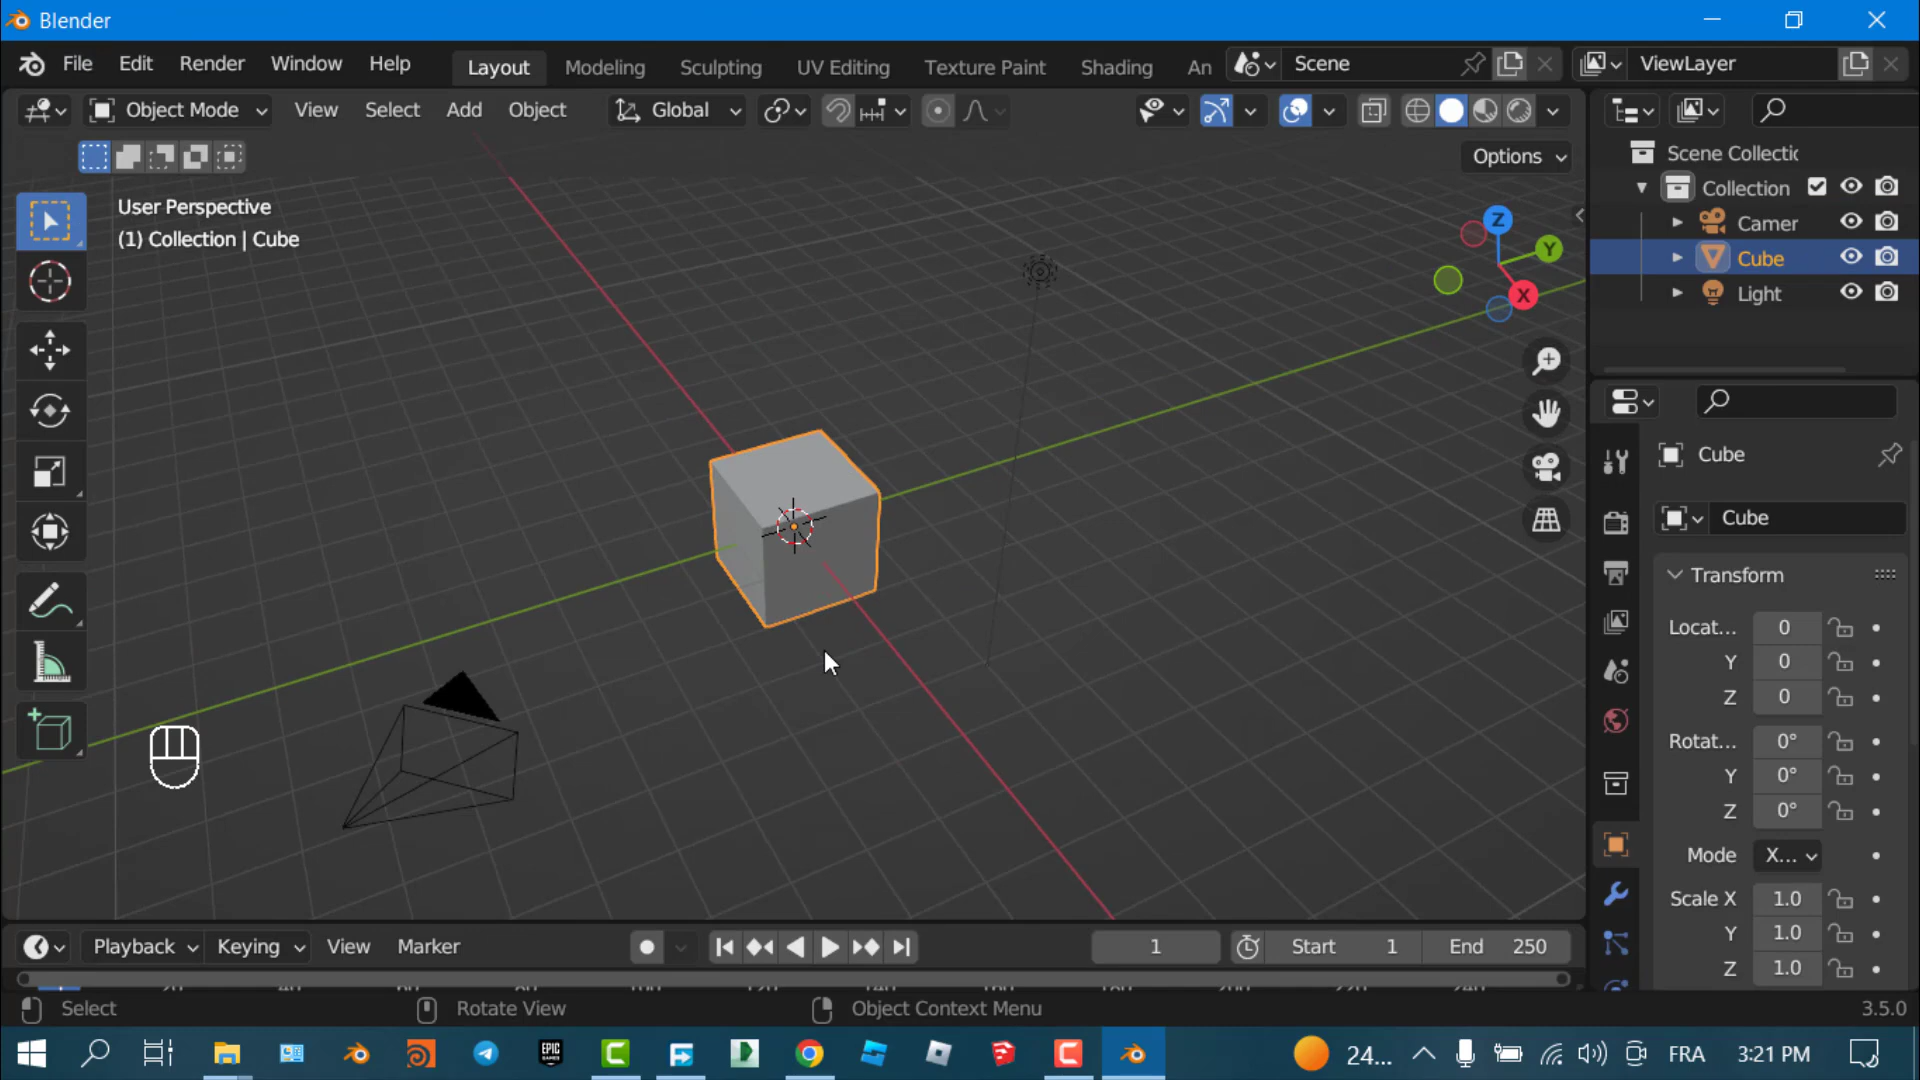 Blender
File Edit Render Window Help Layout Modeling Sculpting UV Editing Texture Paint Shading An Scene ViewLayer
Object Mode View Select Add Object Global
Options
User Perspective
(1) Collection | Cube
Z
Y
X
Scene Collectic
Collection
Camer
Cube
Light
Cube
Cube
Transform
Locat... 0
Y 0
Z 0
Rotat... 0°
Y 0°
Z 0°
Mode X...
Scale X 1.0
Y 1.0
Z 1.0
Playback Keying View Marker 1 Start 1 End 250
Select Rotate View Object Context Menu 3.5.0
EPIC GAMES 24... FRA 3:21 PM